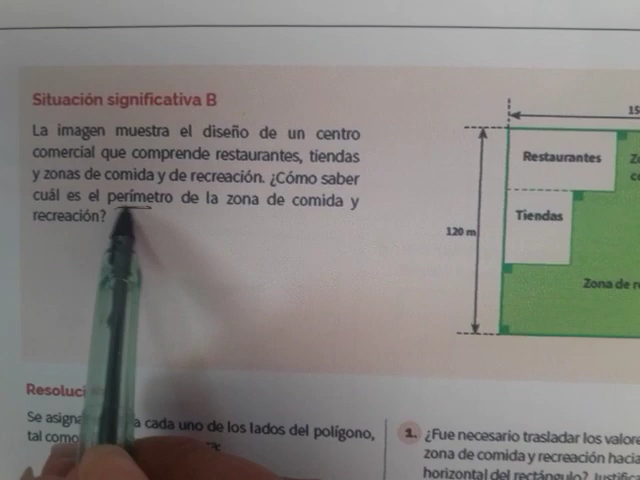 Situación significativa B
La imagen muestra el diseño de un centro
comercial que comprende restaurantes, tiendas
y zonas de comida y de recreación. ¿Cómo saber
cuál es el perímetro de la zona de comida y
recreación?
15
Restaurantes
Tiendas
120 m
Zona de
Se
cada uno de los lados del polígono,
tal como
1. ¿Fue necesario trasladar los
zona de comida y recreación
horizontal del rectángulo?